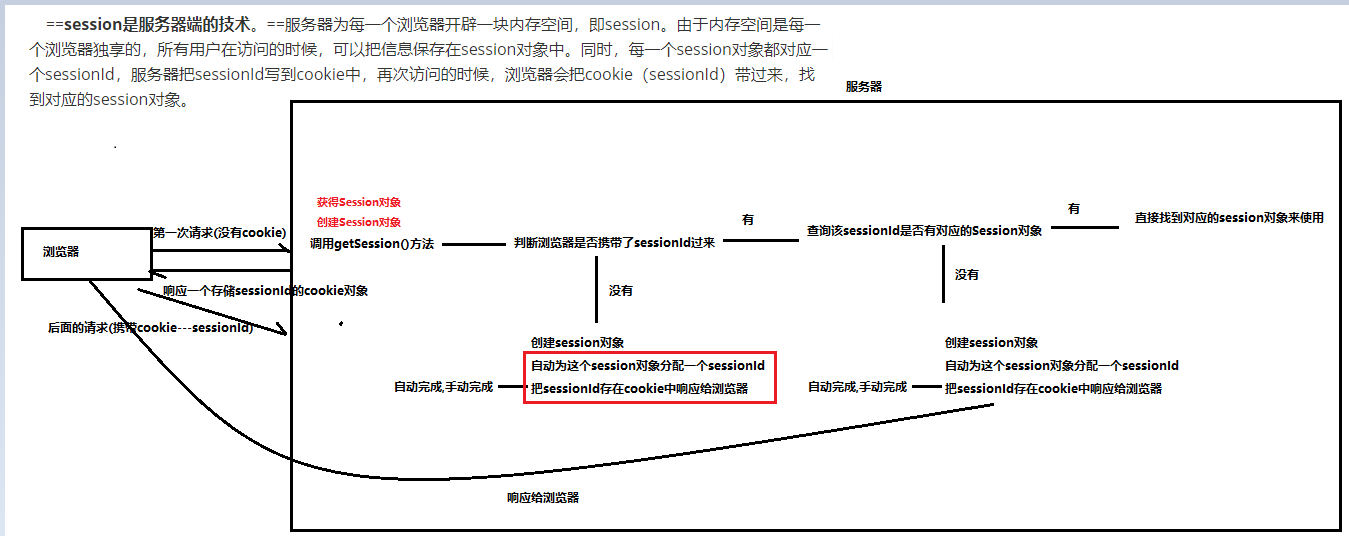 ==session是服务器端的技术。==服务器为每一个浏览器开辟一块内存空间，即session。由于内存空间是每一
个浏览器独享的，所有用户在访问的时候，可以把信息保存在session对象中。同时，每一个session对象都对应一
个sessionId，服务器把sessionId写到cookie中，再次访问的时候，浏览器会把cookie（sessionId）带过来，找
到对应的session对象。
服务器
获得Session对象
创建Session对象
调用getSession()方法
浏览器
第一次请求(没有cookie)
响应一个存储sessionId的cookie对象
后面的请求(携带cookie---sessionId)
判断浏览器是否携带了sessionId过来
有
查询该sessionId是否有对应的Session对象
有
直接找到对应的session对象来使用
没有
没有
创建session对象
自动为这个session对象分配一个sessionId
把sessionId存在cookie中响应给浏览器
自动完成,手动完成
创建session对象
自动为这个session对象分配一个sessionId
把sessionId存在cookie中响应给浏览器
自动完成,手动完成
响应给浏览器